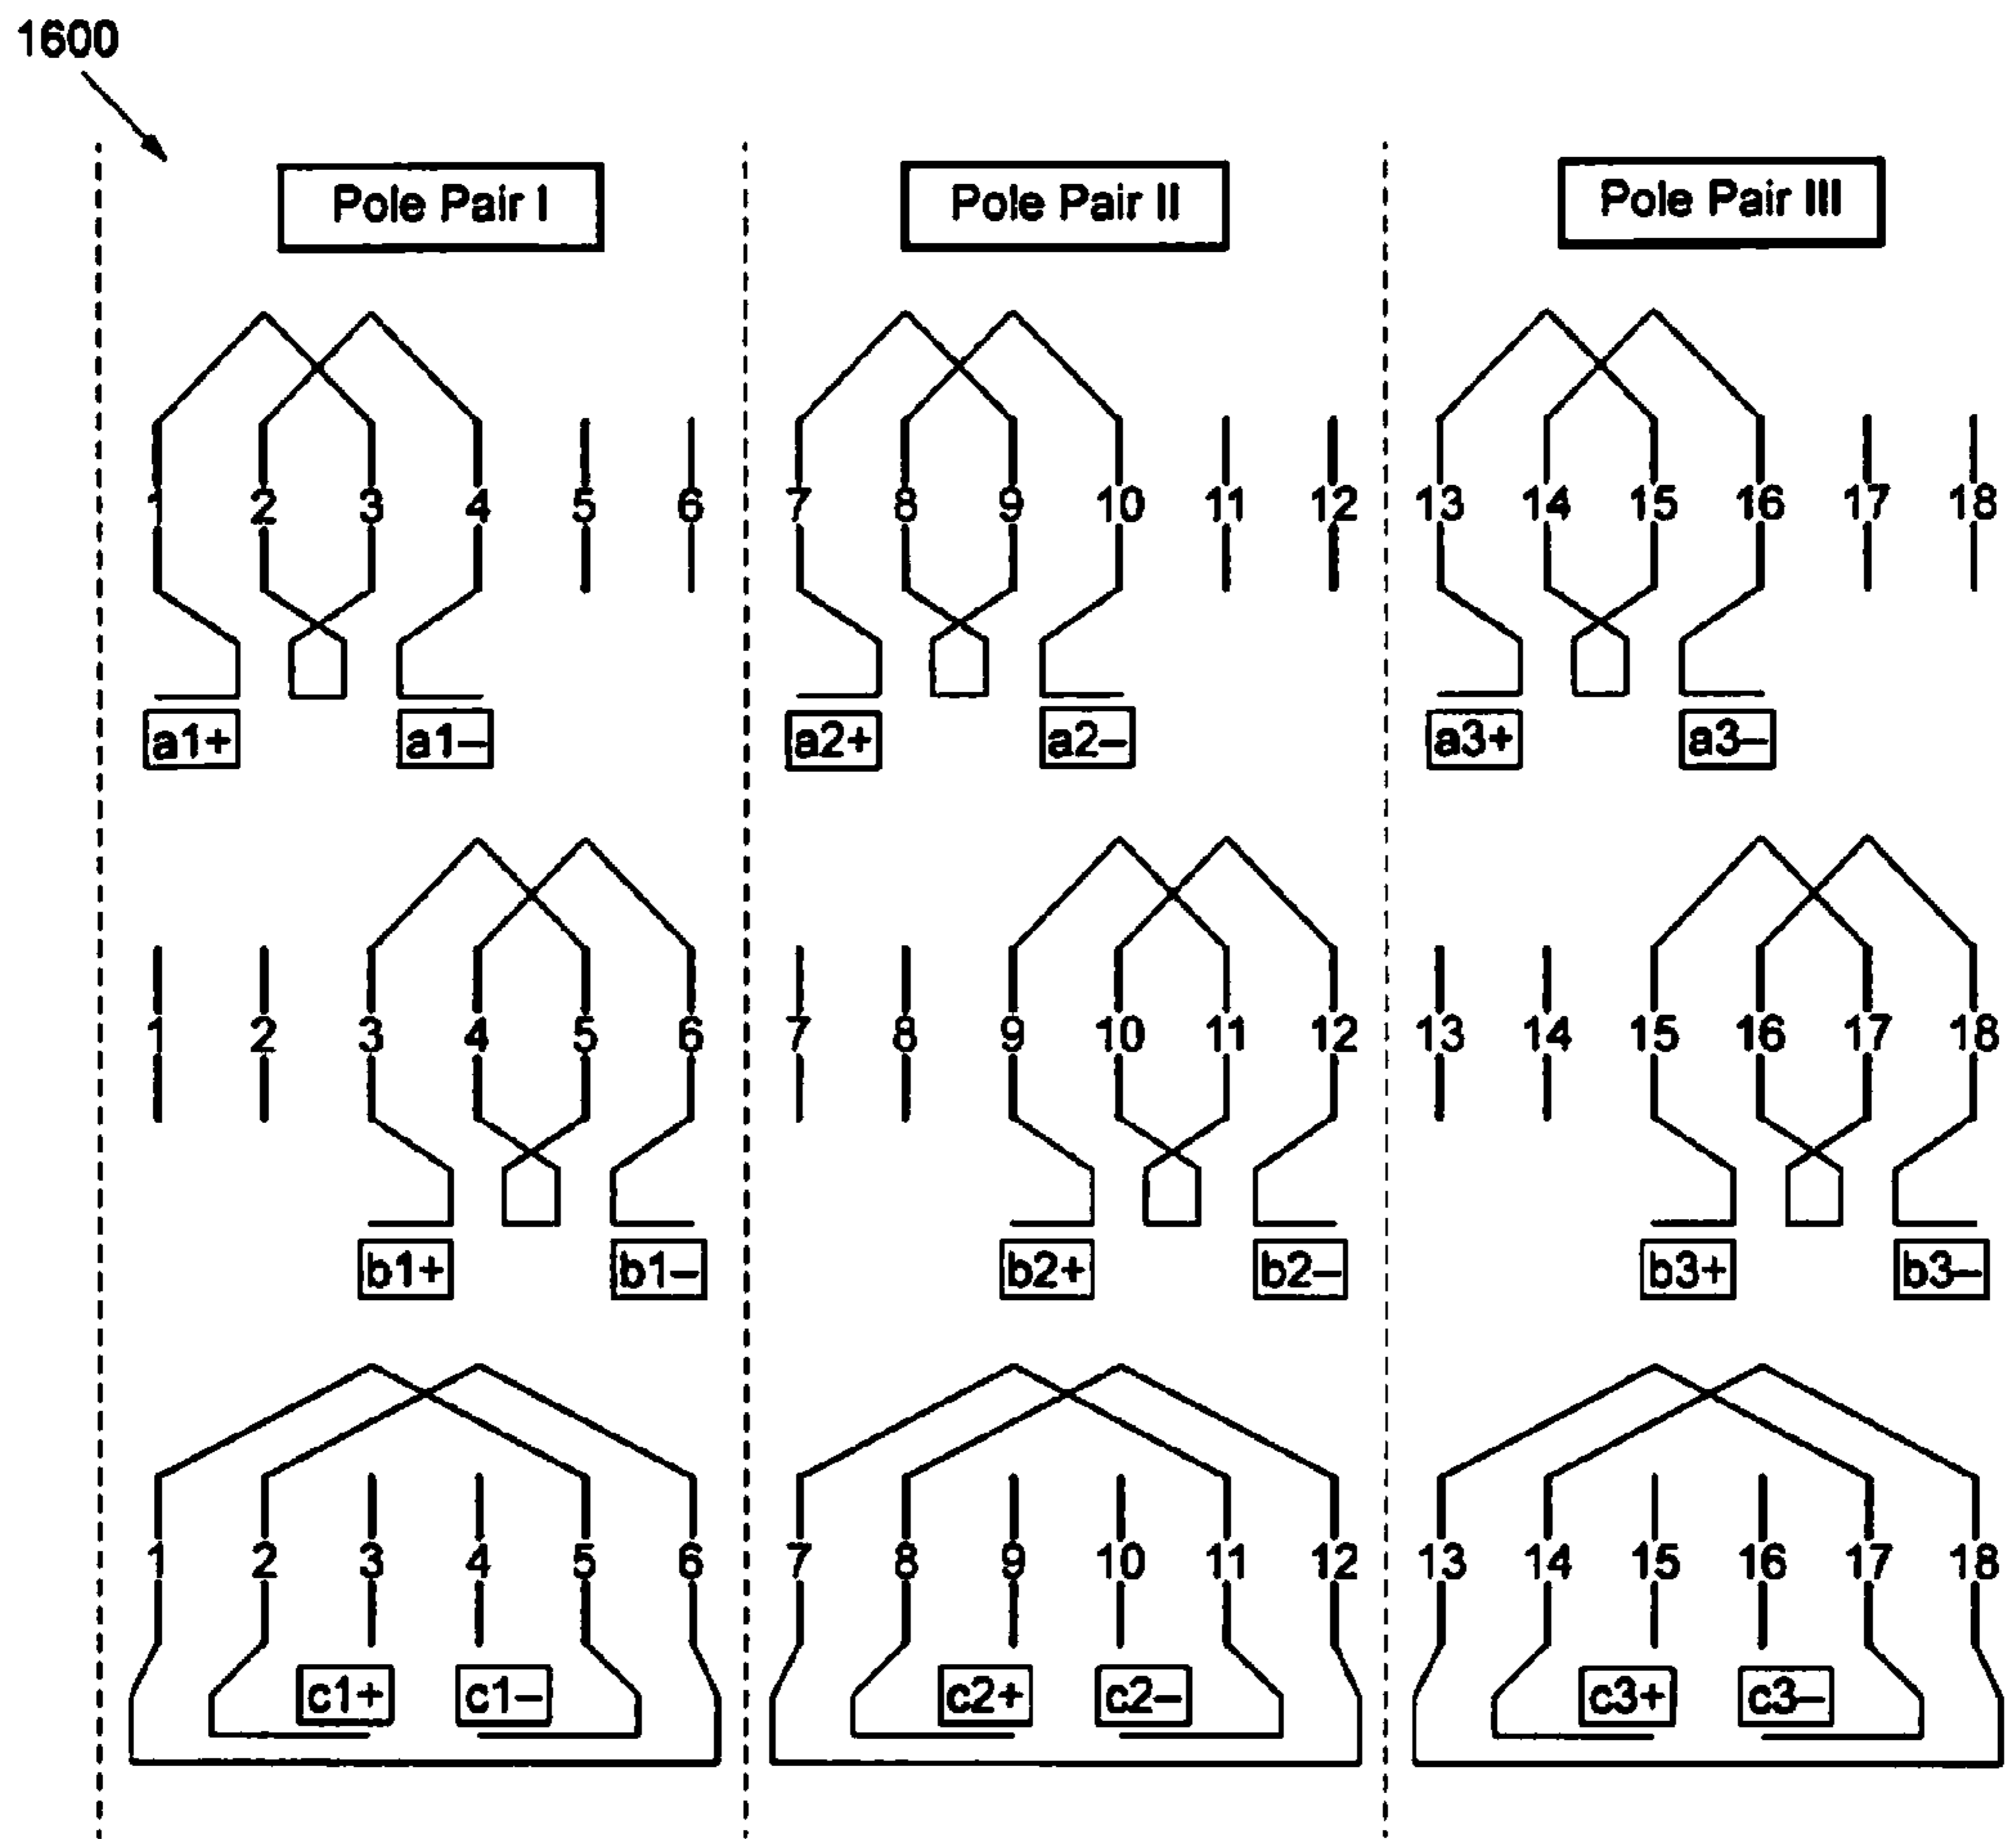 1600
Pole Pair I Pole Pair II Pole Pair III
1 2 3 4 5 6 7 8 9 10 11 12 13 14 15 16 17 18
a1+ a1– a2+ a2– a3+ a3–
1 2 3 4 5 6 7 8 9 10 11 12 13 14 15 16 17 18
b1+ b1– b2+ b2– b3+ b3–
1 2 3 4 5 6 7 8 9 10 11 12 13 14 15 16 17 18
c1+ c1– c2+ c2– c3+ c3–